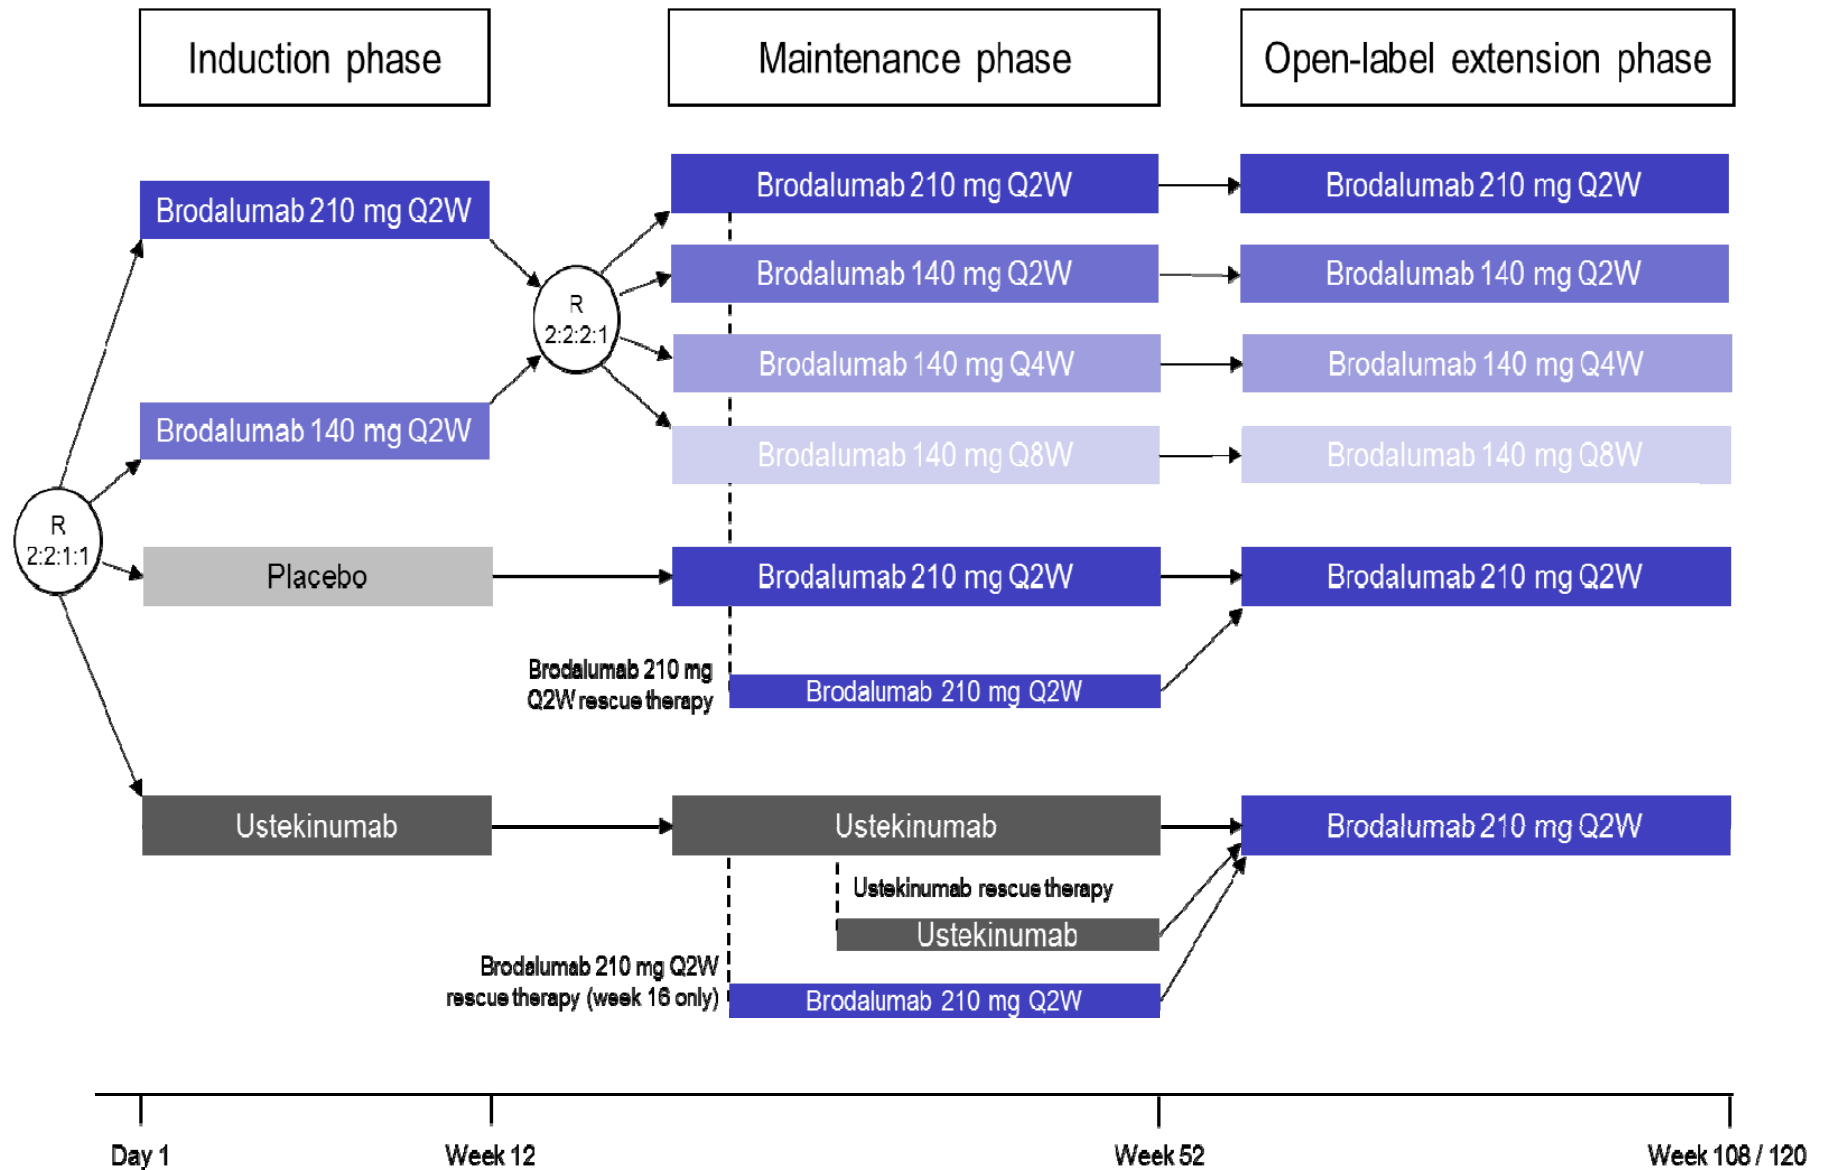 Induction phase
Maintenance phase
Open-label extension phase
Brodalumab 210 mg Q2W
Brodalumab 210 mg Q2W
Brodalumab 210 mg Q2W
Brodalumab 140 mg Q2W
Brodalumab 140 mg Q2W
R
2:2:2:1
Brodalumab 140 mg Q4W
Brodalumab 140 mg Q4W
Brodalumab 140 mg Q2W
Brodalumab 140 mg Q8W
Brodalumab 140 mg Q8W
R
2:2:1:1
Placebo
Brodalumab 210 mg Q2W
Brodalumab 210 mg Q2W
Brodalumab 210 mg
Q2W rescue therapy
Brodalumab 210 mg Q2W
Ustekinumab
Ustekinumab
Brodalumab 210 mg Q2W
Ustekinumab rescue therapy
Ustekinumab
Brodalumab 210 mg Q2W
rescue therapy (week 16 only)
Brodalumab 210 mg Q2W
Day 1
Week 12
Week 52
Week 108 / 120